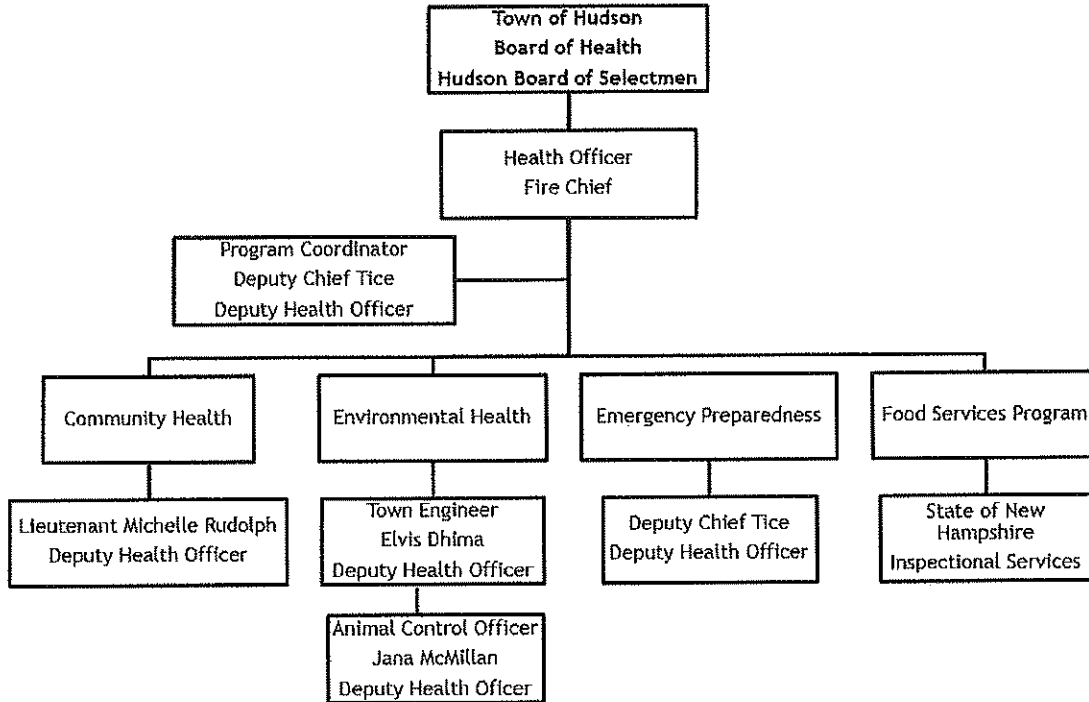 Town of Hudson
Board of Health
Hudson Board of Selectmen
Health Officer
Fire Chief
Program Coordinator
Deputy Chief Tice
Deputy Health Officer
Community Health
Environmental Health
Emergency Preparedness
Food Services Program
Lieutenant Michelle Rudolph
Deputy Health Officer
Town Engineer
Elvis Dhima
Deputy Health Officer
Deputy Chief Tice
Deputy Health Officer
State of New
Hampshire
Inspectional Services
Animal Control Officer
Jana McMillan
Deputy Health Oficer